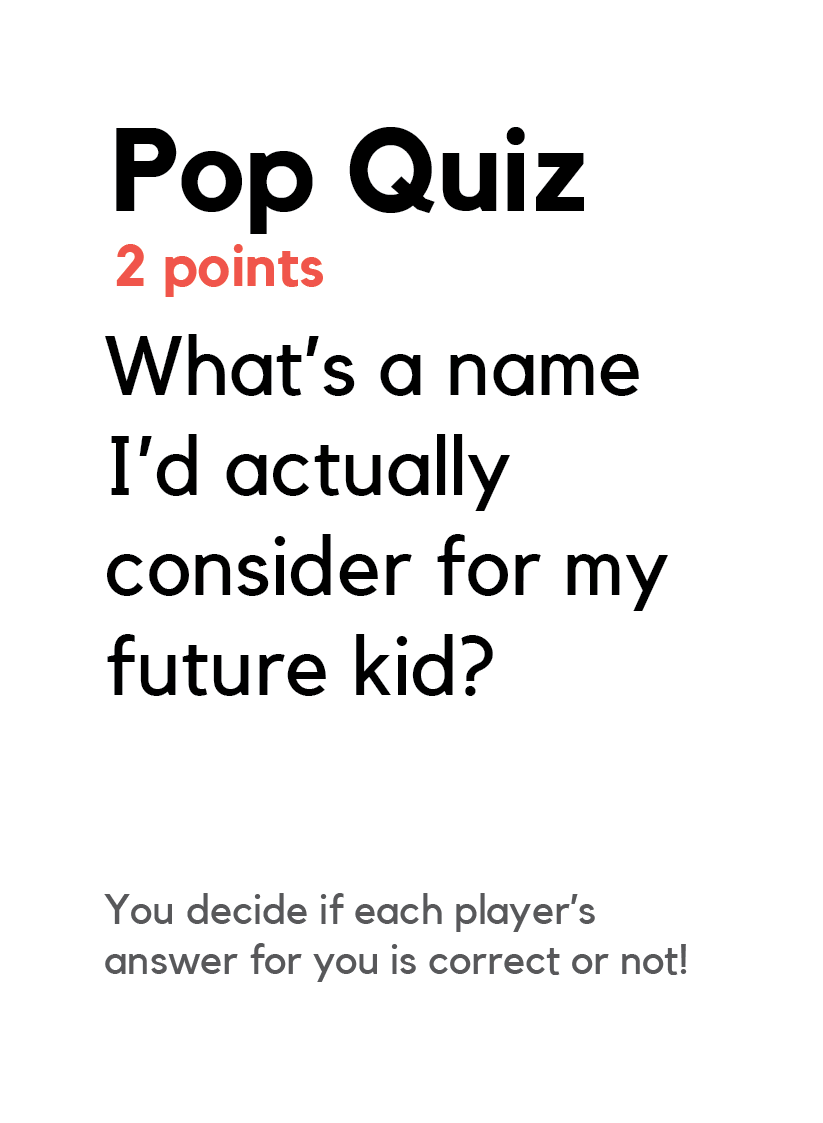 Pop Quiz
2 points
What’s a name
I’d actually
consider for my
future kid?
You decide if each player’s
answer for you is correct or not!